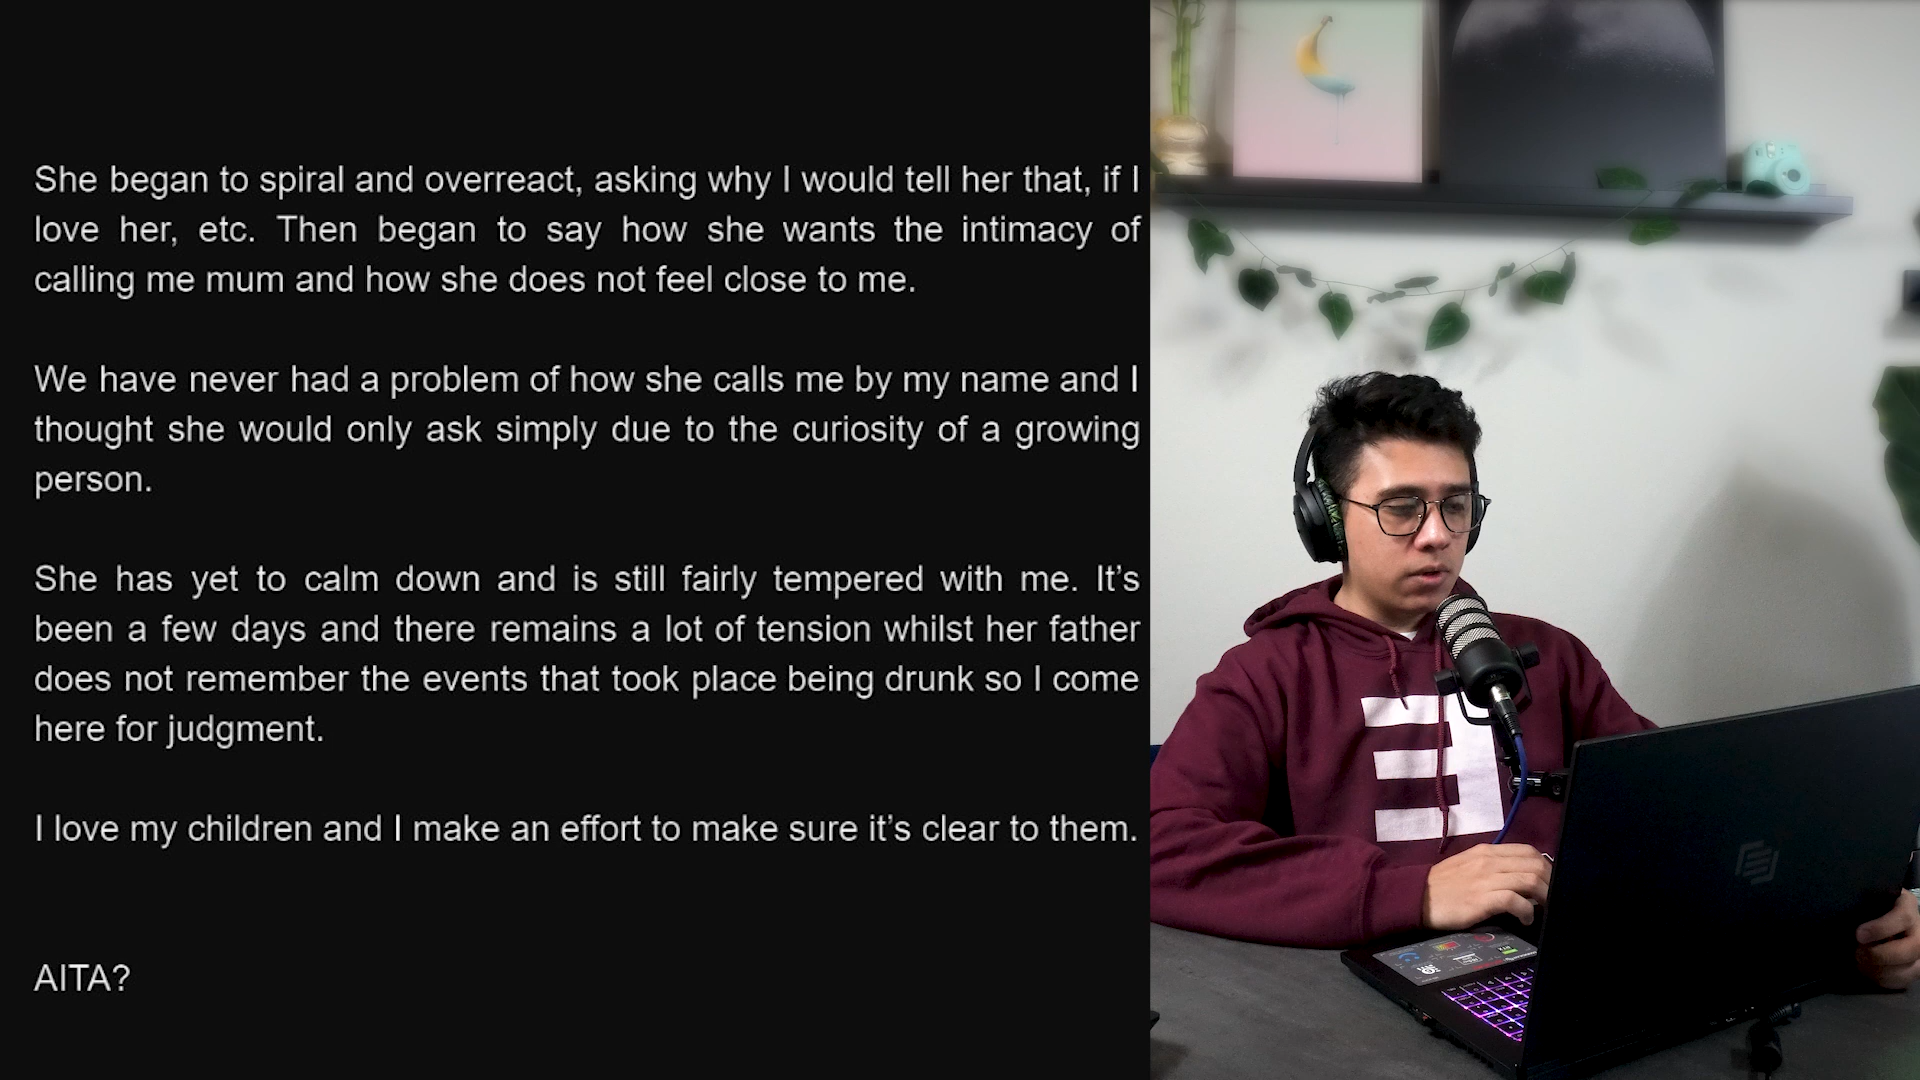 She began to spiral and overreact, asking why I would tell her that, if I
love her, etc. Then began to say how she wants the intimacy of
calling me mum and how she does not feel close to me.
We have never had a problem of how she calls me by my name and I
thought she would only ask simply due to the curiosity of a growing
person.
She has yet to calm down and is still fairly tempered with me. It’s
been a few days and there remains a lot of tension whilst her father
does not remember the events that took place being drunk so I come
here for judgment.
I love my children and I make an effort to make sure it’s clear to them.
AITA?